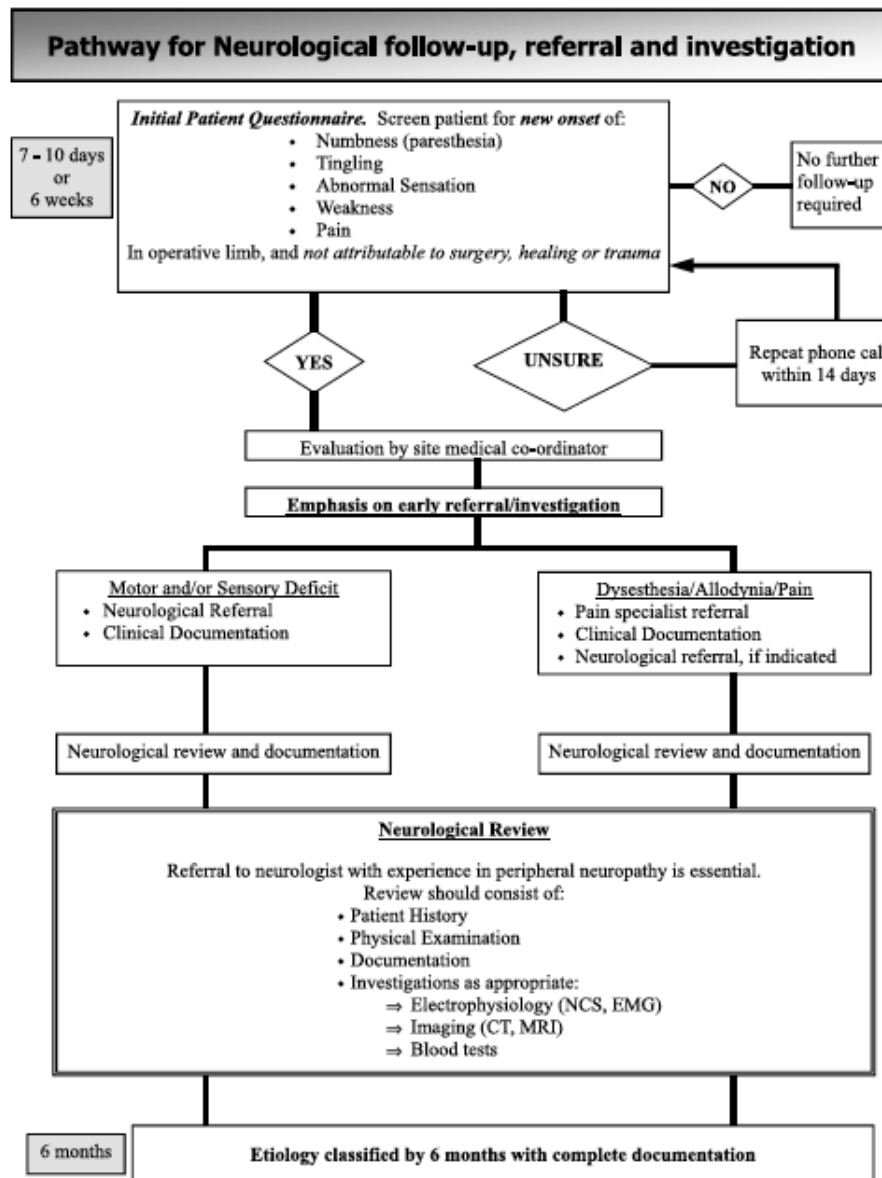 Pathway for Neurological follow-up, referral and investigation
7 – 10 days
or
6 weeks
Initial Patient Questionnaire. Screen patient for new onset of:
• Numbness (paresthesia)
• Tingling
• Abnormal Sensation
• Weakness
• Pain
In operative limb, and not attributable to surgery, healing or trauma
NO
No further
follow-up
required
YES
UNSURE
Repeat phone cal
within 14 days
Evaluation by site medical co-ordinator
Emphasis on early referral/investigation
Motor and/or Sensory Deficit
• Neurological Referral
• Clinical Documentation
Dysesthesia/Allodynia/Pain
• Pain specialist referral
• Clinical Documentation
• Neurological referral, if indicated
Neurological review and documentation
Neurological review and documentation
Neurological Review
Referral to neurologist with experience in peripheral neuropathy is essential.
Review should consist of:
• Patient History
• Physical Examination
• Documentation
• Investigations as appropriate:
⇒ Electrophysiology (NCS, EMG)
⇒ Imaging (CT, MRI)
⇒ Blood tests
6 months
Etiology classified by 6 months with complete documentation